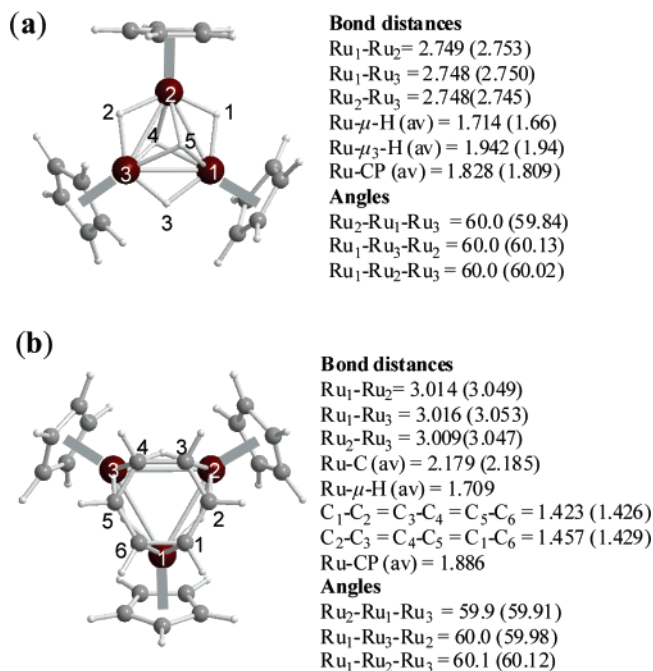 (a)
2
2
1
4
5
3
1
3
Bond distances
Ru1-Ru2= 2.749 (2.753)
Ru1-Ru3 = 2.748 (2.750)
Ru2-Ru3 = 2.748(2.745)
Ru-μ-H (av) = 1.714 (1.66)
Ru-μ3-H (av) = 1.942 (1.94)
Ru-CP (av) = 1.828 (1.809)
Angles
Ru2-Ru1-Ru3 = 60.0 (59.84)
Ru1-Ru3-Ru2 = 60.0 (60.13)
Ru1-Ru2-Ru3 = 60.0 (60.02)
(b)
4
3
3
2
5
2
6
1
1
Bond distances
Ru1-Ru2= 3.014 (3.049)
Ru1-Ru3 = 3.016 (3.053)
Ru2-Ru3 = 3.009(3.047)
Ru-C (av) = 2.179 (2.185)
Ru-μ-H (av) = 1.709
C1-C2 = C3-C4 = C5-C6 = 1.423 (1.426)
C2-C3 = C4-C5 = C1-C6 = 1.457 (1.429)
Ru-CP (av) = 1.886
Angles
Ru2-Ru1-Ru3 = 59.9 (59.91)
Ru1-Ru3-Ru2 = 60.0 (59.98)
Ru1-Ru2-Ru3 = 60.1 (60.12)